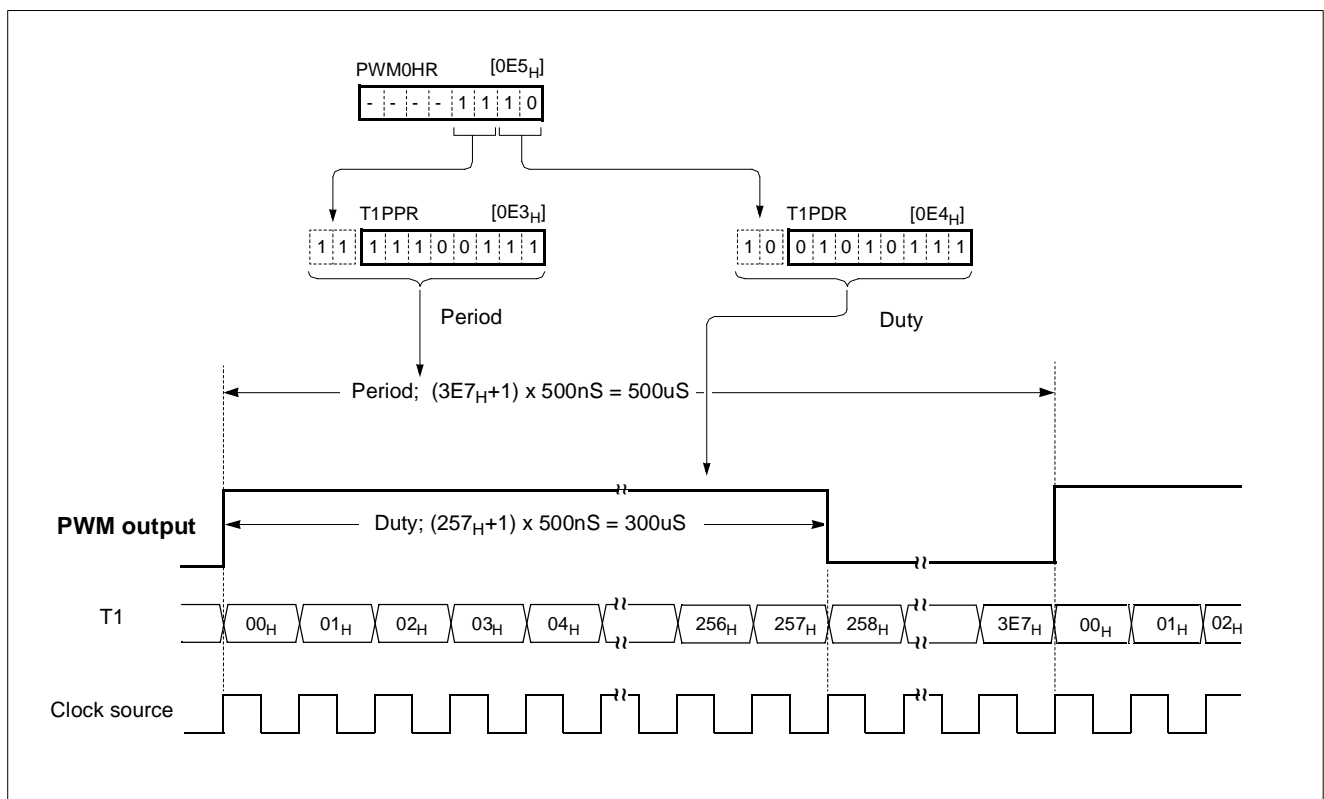 PWM0HR [0E5H]
- - - - 1 1 1 0
T1PPR [0E3H]
1 1 1 1 1 0 0 1 1 1
T1PDR [0E4H]
1 0 0 1 0 1 0 1 1 1
Period
Duty
Period; (3E7H+1) x 500nS = 500uS
PWM output
Duty; (257H+1) x 500nS = 300uS
T1
00H 01H 02H 03H 04H 256H 257H 258H 3E7H 00H 01H 02H
Clock source